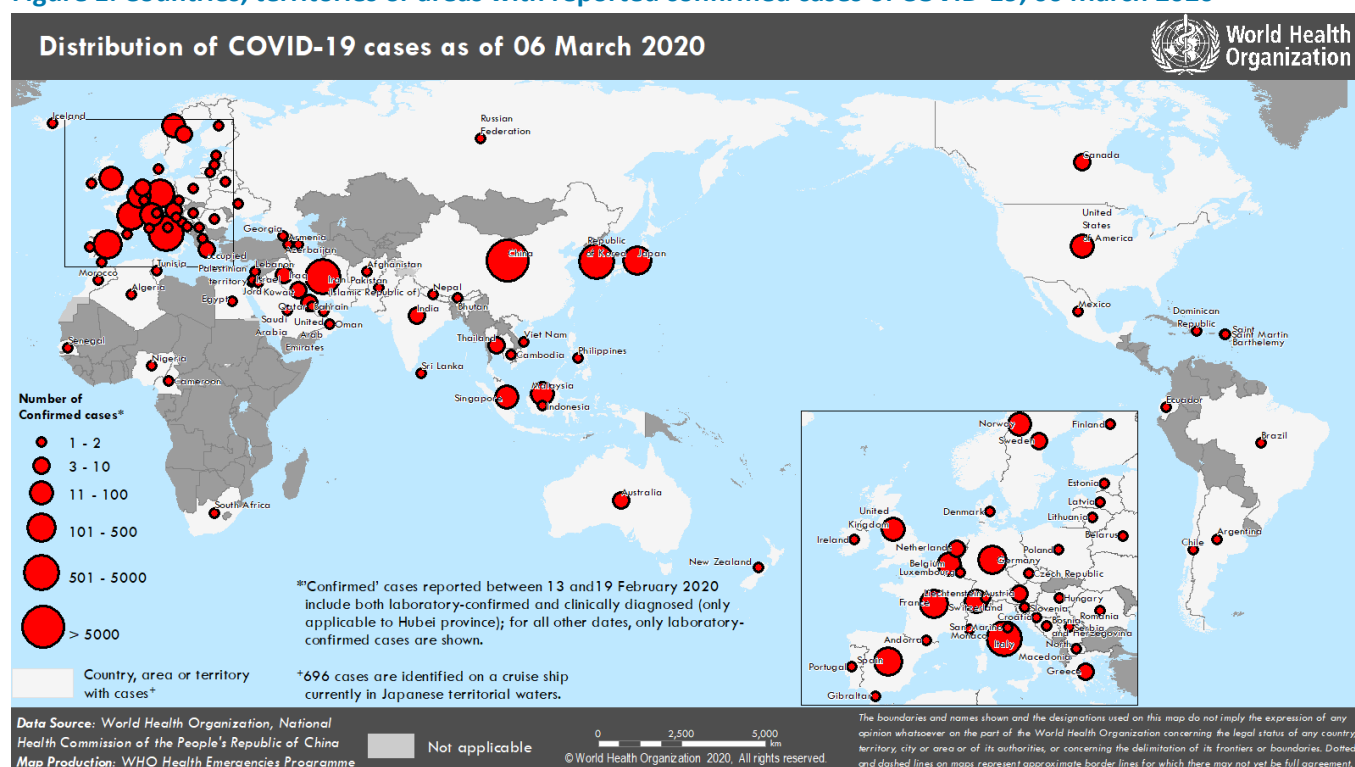 Distribution of COVID-19 cases as of 06 March 2020
World Health
Organization
Iceland
Russian
Federation
Canada
United
States
of America
Mexico
Dominican
Republic
Saint
Saint Martin
Barthelemy
Ecuador
Brazil
Argentina
Chile
Georgia
Armenia
Azerbaijan
Occupied
Palestinian
territory
Lebanon
Israel
Jord
Iraq
Kuwait
Iran
(Islamic Republic of)
Afghanistan
Pakistan
Morocco
Tunisia
Algeria
Egypt
Qatar
Bahrain
Saudi
Arabia
United
Arab
Emirates
Oman
Nepal
Bhutan
India
China
Republic
of Korea
Japan
Thailand
Viet Nam
Cambodia
Philippines
Sri Lanka
Malaysia
Singapore
Indonesia
Senegal
Nigeria
Cameroon
South Africa
Australia
New Zealand
Number of
Confirmed cases*
1 - 2
3 - 10
11 - 100
101 - 500
501 - 5000
> 5000
Country, area or territory
with cases⁺
*'Confirmed' cases reported between 13 and19 February 2020
include both laboratory-confirmed and clinically diagnosed (only
applicable to Hubei province); for all other dates, only laboratory-
confirmed cases are shown.
⁺696 cases are identified on a cruise ship
currently in Japanese territorial waters.
Norway
Sweden
Finland
Estonia
Latvia
Lithuania
Belarus
Denmark
United
Kingdom
Ireland
Netherlands
Belgium
Luxembourg
Germany
Poland
Czech Republic
Liechtenstein
Austria
France
Switzerland
Slovenia
Hungary
Romania
Croatia
Bosnia
and Herzegovina
Serbia
San Marino
Monaco
Italy
Andorra
North
Macedonia
Portugal
Spain
Greece
Gibraltar
Data Source: World Health Organization, National
Health Commission of the People's Republic of China
Map Production: WHO Health Emergencies Programme
Not applicable
0 2,500 5,000
km
© World Health Organization 2020, All rights reserved.
The boundaries and names shown and the designations used on this map do not imply the expression of any
opinion whatsoever on the part of the World Health Organization concerning the legal status of any country,
territory, city or area or of its authorities, or concerning the delimitation of its frontiers or boundaries. Dotted
and dashed lines on maps represent approximate border lines for which there may not yet be full agreement.